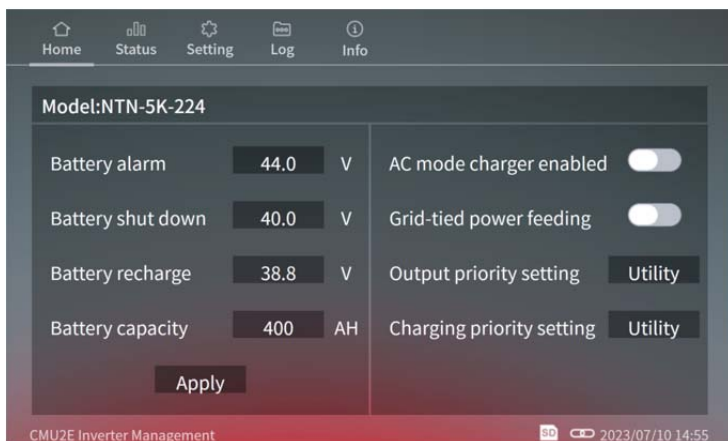 Home Status Setting Log Info
Model:NTN-5K-224
Battery alarm 44.0 V AC mode charger enabled
Battery shut down 40.0 V Grid-tied power feeding
Battery recharge 38.8 V Output priority setting Utility
Battery capacity 400 AH Charging priority setting Utility
Apply
CMU2E Inverter Management SD 2023/07/10 14:55